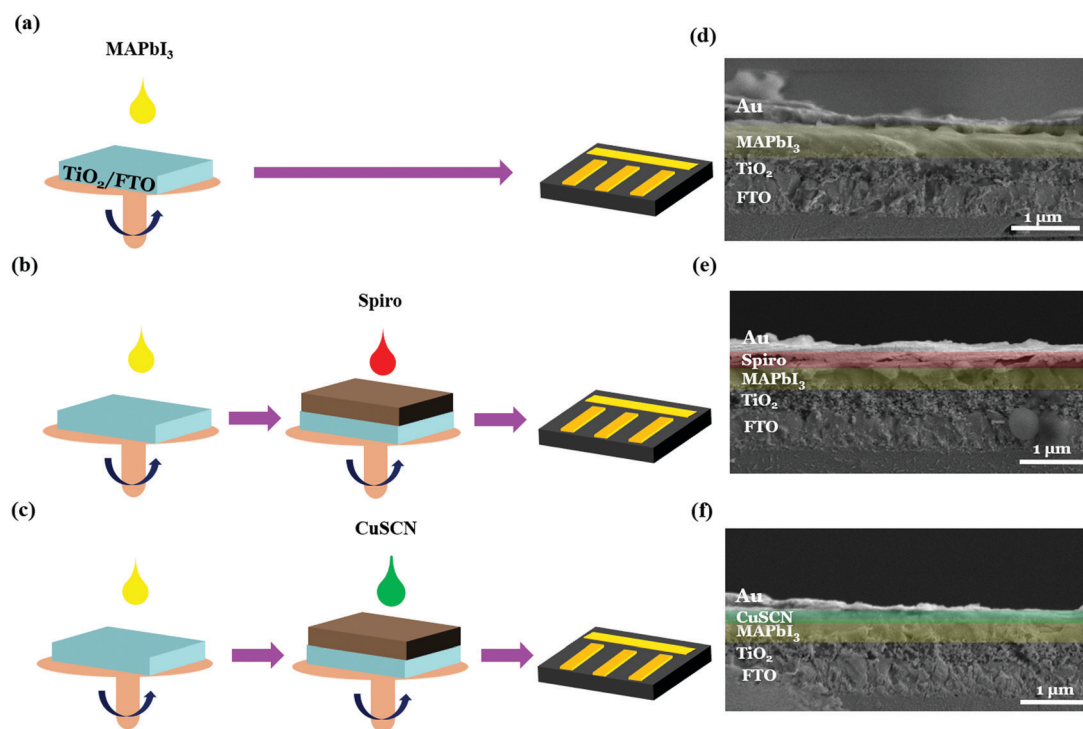 (a)
MAPbI₃
TiO₂/FTO
(d)
Au
MAPbI₃
TiO₂
FTO
1 µm
(b)
Spiro
(e)
Au
Spiro
MAPbI₃
TiO₂
FTO
1 µm
(c)
CuSCN
(f)
Au
CuSCN
MAPbI₃
TiO₂
FTO
1 µm